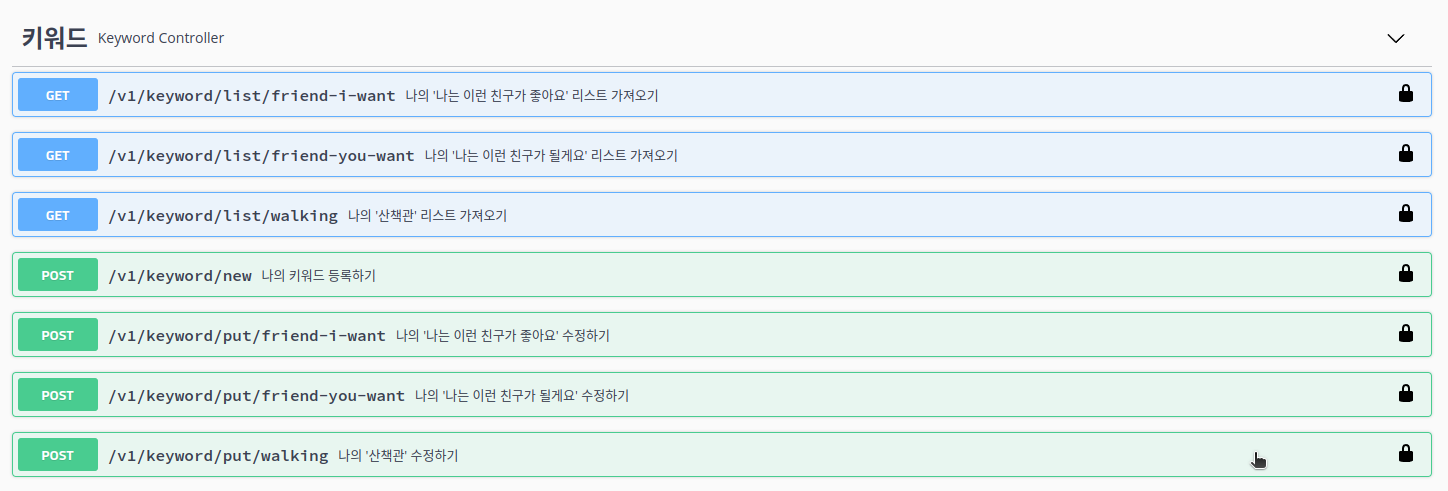 키워드 Keyword Controller
GET /v1/keyword/list/friend-i-want 나의 '나는 이런 친구가 좋아요' 리스트 가져오기
GET /v1/keyword/list/friend-you-want 나의 '나는 이런 친구가 될게요' 리스트 가져오기
GET /v1/keyword/list/walking 나의 '산책관' 리스트 가져오기
POST /v1/keyword/new 나의 키워드 등록하기
POST /v1/keyword/put/friend-i-want 나의 '나는 이런 친구가 좋아요' 수정하기
POST /v1/keyword/put/friend-you-want 나의 '나는 이런 친구가 될게요' 수정하기
POST /v1/keyword/put/walking 나의 '산책관' 수정하기